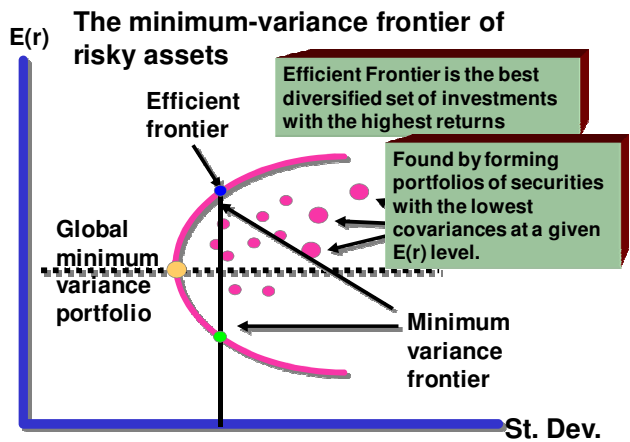 The minimum-variance frontier of
risky assets
E(r)
Efficient Frontier is the best
diversified set of investments
with the highest returns
Efficient
frontier
Found by forming
portfolios of securities
with the lowest
covariances at a given
E(r) level.
Global
minimum
variance
portfolio
Minimum
variance
frontier
St. Dev.